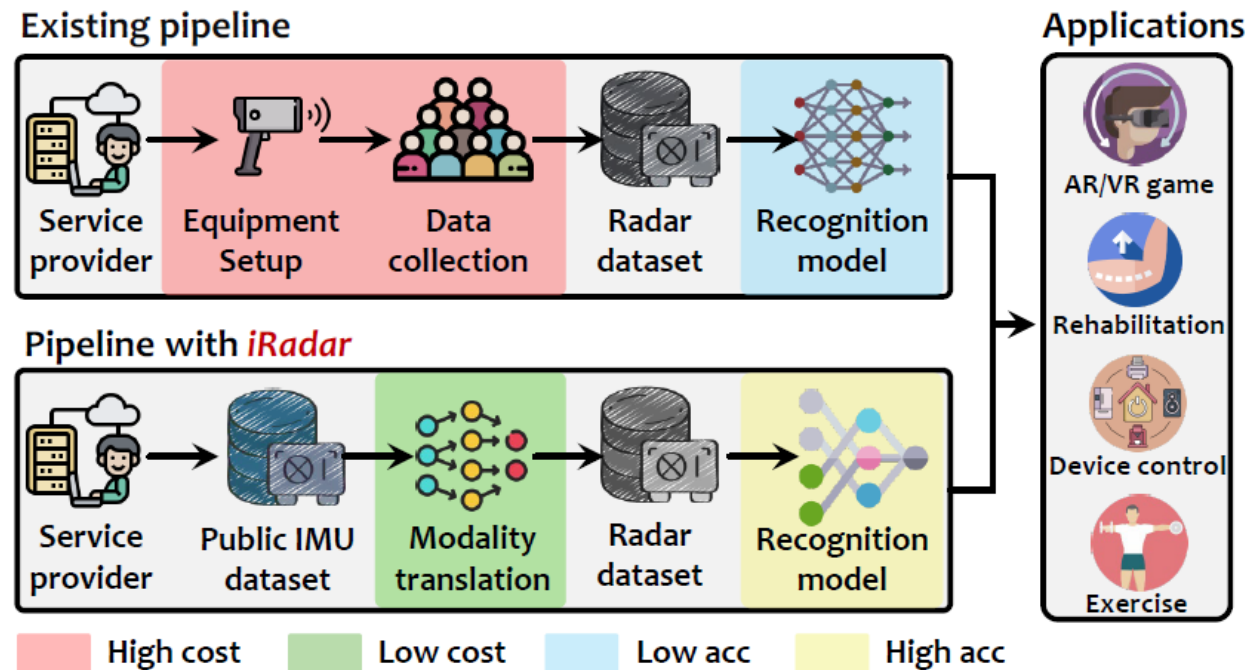 Existing pipeline
Applications
Service
provider
Equipment
Setup
Data
collection
Radar
dataset
Recognition
model
AR/VR game
Rehabilitation
Device control
Exercise
Pipeline with iRadar
Service
provider
Public IMU
dataset
Modality
translation
Radar
dataset
Recognition
model
High cost
Low cost
Low acc
High acc